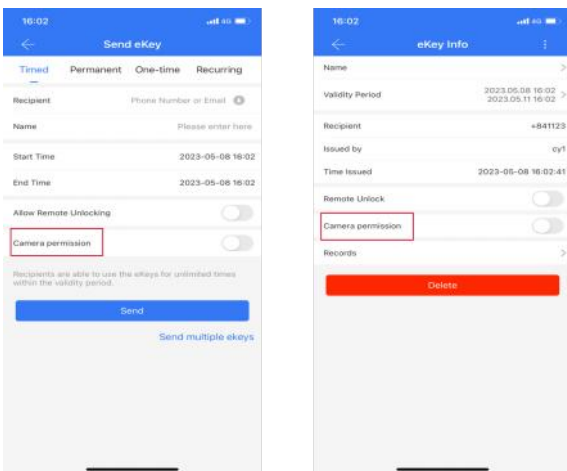 16:02
4G
Send eKey
Timed Permanent One-time Recurring
Recipient Phone Number or Email
Name Please enter here
Start Time 2023-05-08 16:02
End Time 2023-05-08 16:02
Allow Remote Unlocking
Camera permission
Recipients are able to use the eKeys for unlimited times
within the validity period.
Send
Send multiple ekeys
16:02
4G
eKey Info
Name
Validity Period 2023.05.08 16:02
2023.05.11 16:02
Recipient +841123
Issued by cy1
Time Issued 2023-05-08 16:02:41
Remote Unlock
Camera permission
Records
Delete